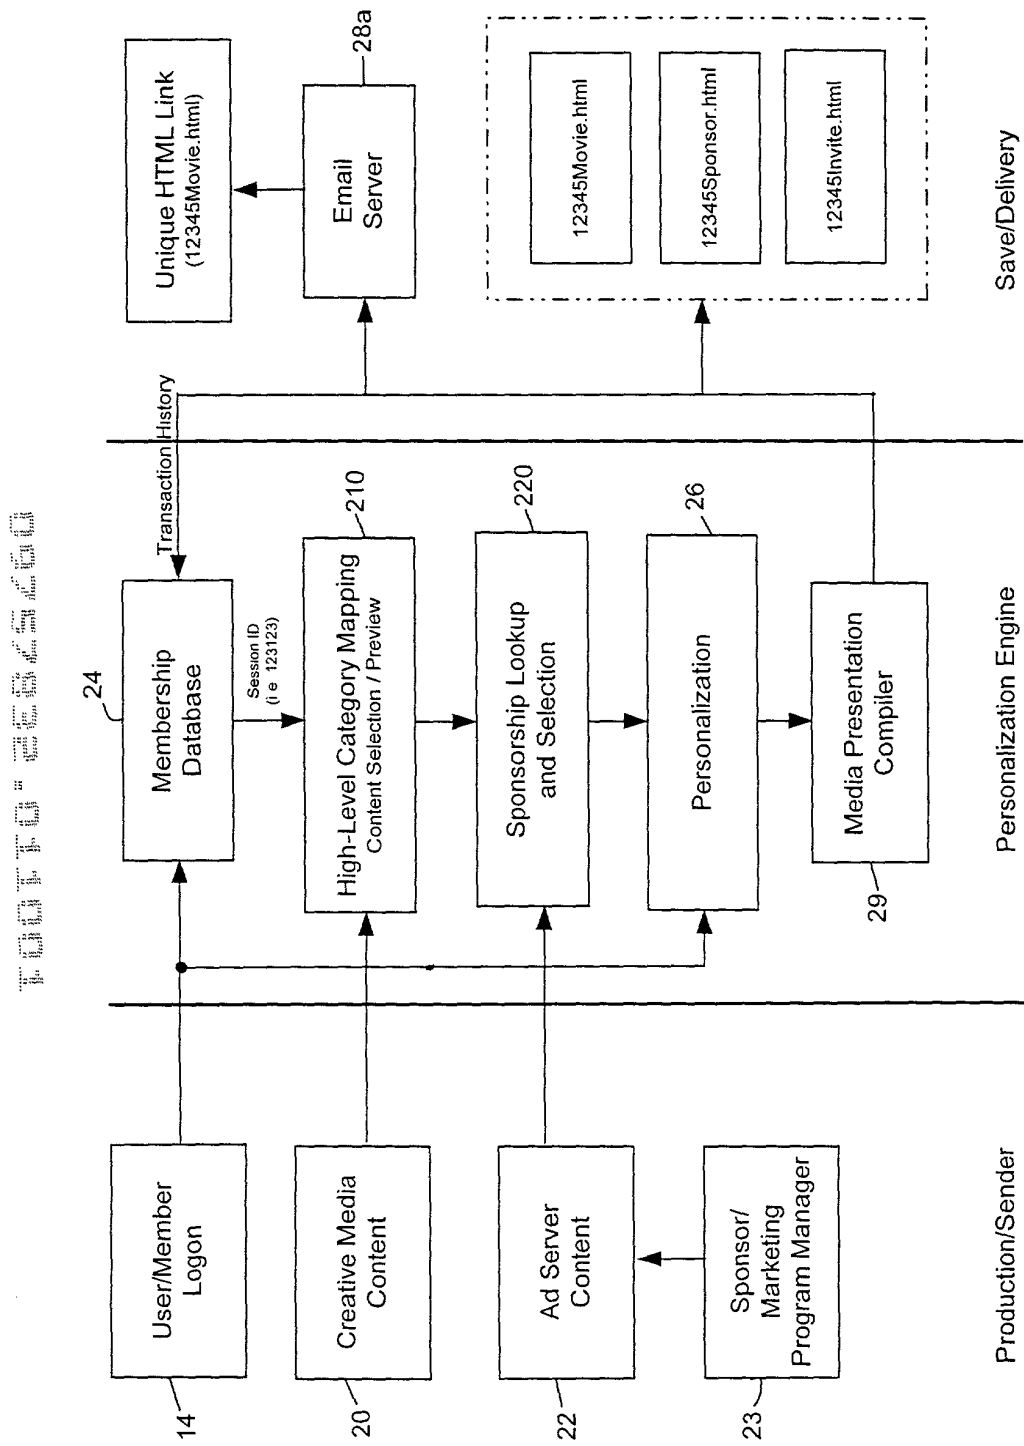 User/Member
Logon
14
Creative Media
Content
20
Ad Server
Content
22
Sponsor/
Marketing
Program Manager
23
Production/Sender
24
Membership
Database
Transaction History
Session ID
(i e 123123)
High-Level Category Mapping
Content Selection / Preview
210
Sponsorship Lookup
and Selection
220
Personalization
26
Media Presentation
Compiler
29
Personalization Engine
Unique HTML Link
(12345Movie.html)
Email
Server
28a
12345Movie.html
12345Sponsor.html
12345Invite.html
Save/Delivery